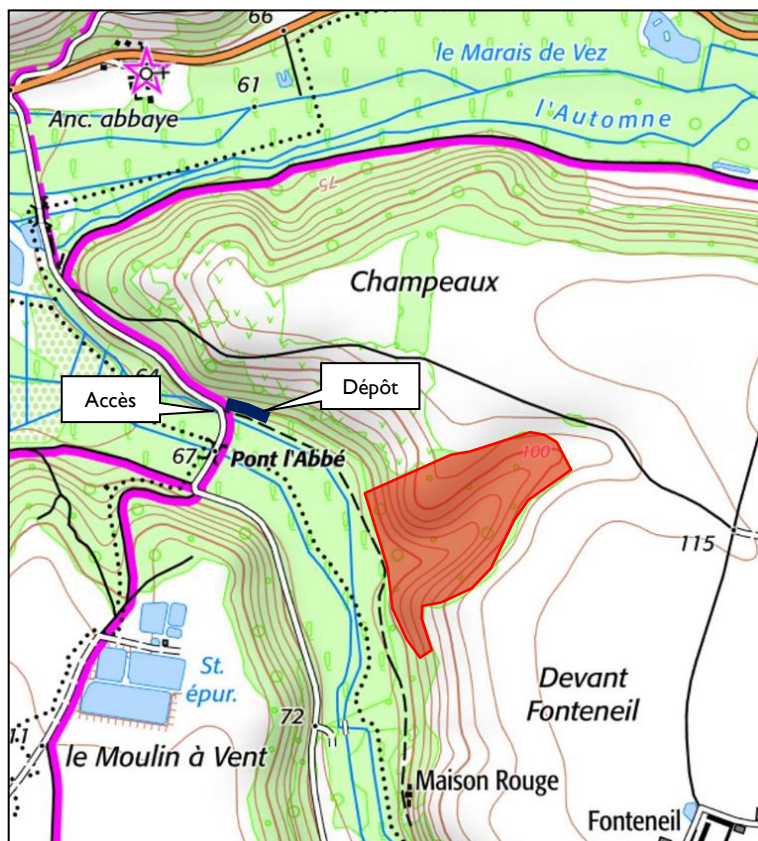 66
le Marais de Vez
61
l'Automne
Anc. abbaye
75
Champeaux
64
Accès
Dépôt
67
Pont l'Abbé
100
115
St.
épur.
Devant
Fonteneil
72
11
le Moulin à Vent
Maison Rouge
Fonteneil